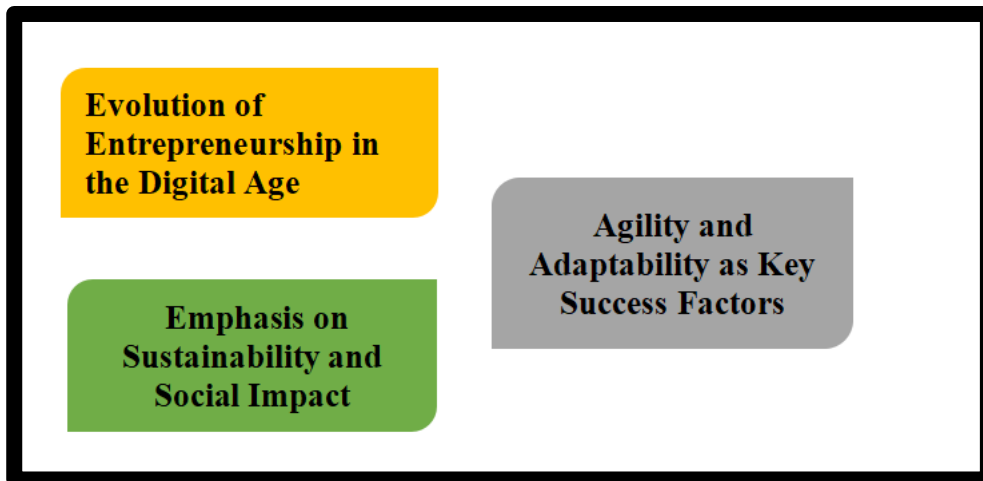 Evolution of
Entrepreneurship in
the Digital Age
Emphasis on
Sustainability and
Social Impact
Agility and
Adaptability as Key
Success Factors